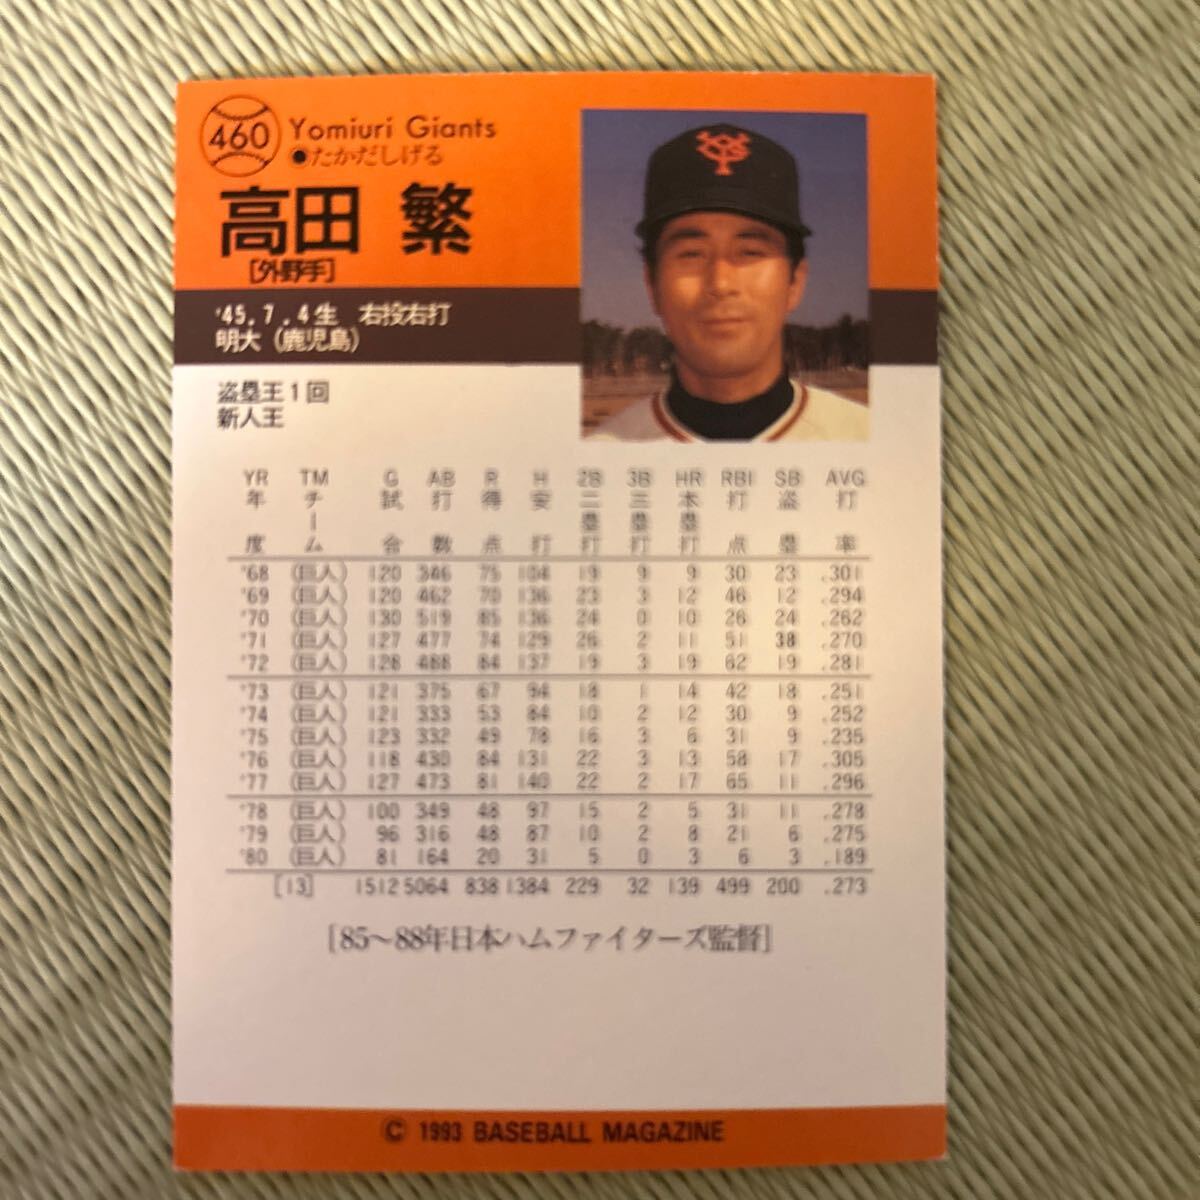 460
Yomiuri Giants
●たかだしげる
高田 繁
[外野手]
'45.7.4生 右投右打
明大(鹿児島)
盗塁王1回
新人王
YR TM G AB R H 2B 3B HR RBI SB AVG
年度 チーム 試合 打数 得点 安打 二塁打 三塁打 本塁打 打点 盗塁 打率
'68 (巨人) 120 346 75 104 19 9 9 30 23 .301
'69 (巨人) 120 462 70 136 23 3 12 46 12 .294
'70 (巨人) 130 519 85 136 24 0 10 26 24 .262
'71 (巨人) 127 477 74 129 26 2 11 51 38 .270
'72 (巨人) 128 488 84 137 19 3 19 62 19 .281
'73 (巨人) 121 375 67 94 18 1 14 42 18 .251
'74 (巨人) 121 333 53 84 10 2 12 30 9 .252
'75 (巨人) 123 332 49 78 16 3 6 31 9 .235
'76 (巨人) 118 430 84 131 22 3 13 58 17 .305
'77 (巨人) 127 473 81 140 22 2 17 65 11 .296
'78 (巨人) 100 349 48 97 15 2 5 31 11 .278
'79 (巨人) 96 316 48 87 10 2 8 21 6 .275
'80 (巨人) 81 164 20 31 5 0 3 6 3 .189
[13] 1512 5064 838 1384 229 32 139 499 200 .273
[85〜88年日本ハムファイターズ監督]
© 1993 BASEBALL MAGAZINE